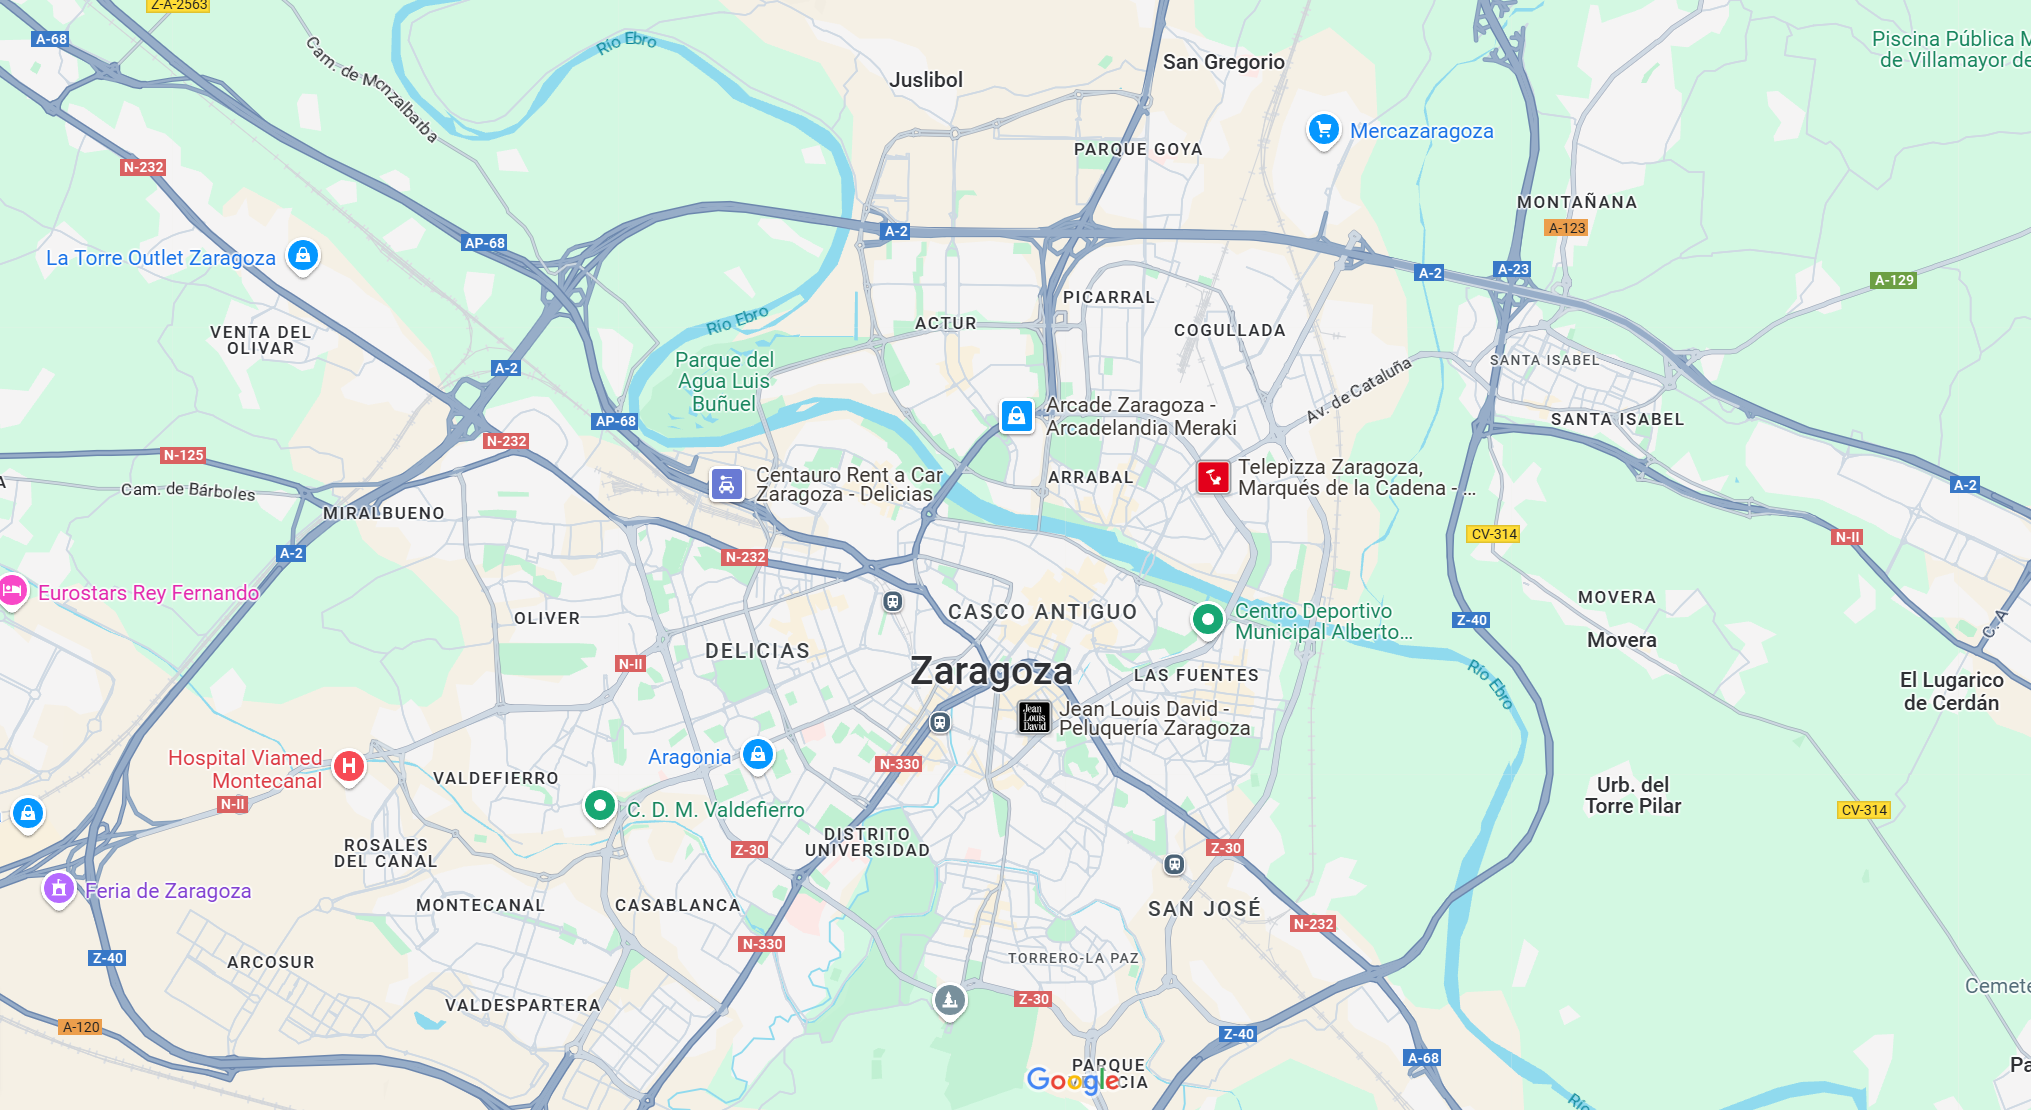 Z-A-2563
A-68
Cam. de Monzalbarba
Río Ebro
Juslibol
San Gregorio
Piscina Pública M
de Villamayor de
Mercazaragoza
PARQUE GOYA
N-232
MONTAÑANA
A-123
La Torre Outlet Zaragoza
AP-68
A-2
A-2
A-23
A-129
VENTA DEL
OLIVAR
Río Ebro
ACTUR
PICARRAL
COGULLADA
SANTA ISABEL
A-2
Parque del
Agua Luis
Buñuel
Av. de Cataluña
AP-68
Arcade Zaragoza -
Arcadelandia Meraki
SANTA ISABEL
N-125
N-232
Cam. de Bárboles
A
MIRALBUENO
Centauro Rent a Car
Zaragoza - Delicias
ARRABAL
Telepizza Zaragoza,
Marqués de la Cadena - ...
A-2
A-2
N-232
CV-314
N-II
Eurostars Rey Fernando
OLIVER
CASCO ANTIGUO
Centro Deportivo
Municipal Alberto...
Z-40
MOVERA
Movera
C. A
DELICIAS
N-II
Zaragoza
LAS FUENTES
Río Ebro
El Lugarico
de Cerdán
Jean
Louis
David
Jean Louis David -
Peluquería Zaragoza
Hospital Viamed
Montecanal
H
N-II
Aragonia
N-330
VALDEFIERRO
C. D. M. Valdefierro
Urb. del
Torre Pilar
CV-314
ROSALES
DEL CANAL
Z-30
DISTRITO
UNIVERSIDAD
Z-30
Feria de Zaragoza
MONTECANAL
CASABLANCA
SAN JOSÉ
N-232
N-330
Z-40
ARCOSUR
TORRERO-LA PAZ
Cemete
VALDESPARTERA
Z-30
A-120
Z-40
A-68
PARQUE
Google
CIA
Pa
Río